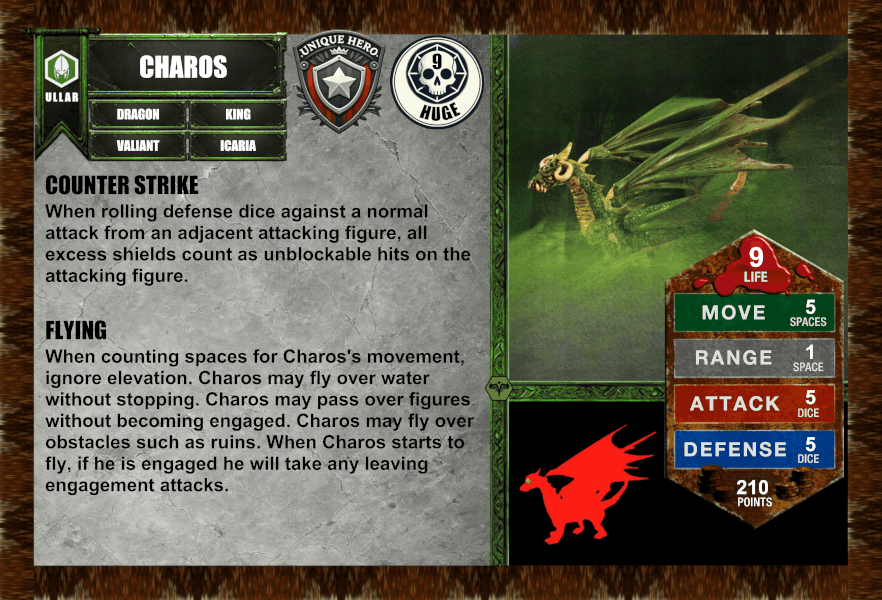 ULLAR
CHAROS
DRAGON
KING
VALIANT
ICARIA
UNIQUE HERO
9
HUGE
COUNTER STRIKE
When rolling defense dice against a normal
attack from an adjacent attacking figure, all
excess shields count as unblockable hits on the
attacking figure.
FLYING
When counting spaces for Charos's movement,
ignore elevation. Charos may fly over water
without stopping. Charos may pass over figures
without becoming engaged. Charos may fly over
obstacles such as ruins. When Charos starts to
fly, if he is engaged he will take any leaving
engagement attacks.
9
LIFE
MOVE 5
SPACES
RANGE 1
SPACE
ATTACK 5
DICE
DEFENSE 5
DICE
210
POINTS